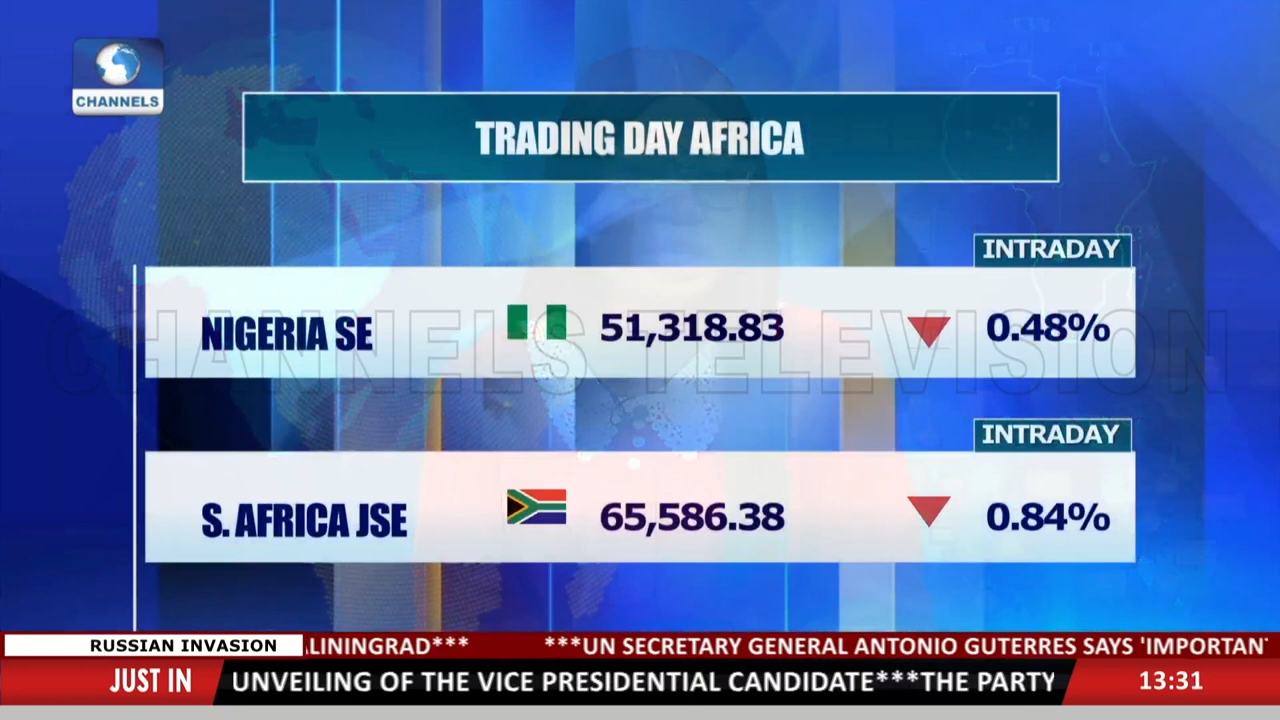 CHANNELS
TRADING DAY AFRICA
INTRADAY
NIGERIA SE 51,318.83 0.48%
CHANNELS TELEVISION
INTRADAY
S. AFRICA JSE 65,586.38 0.84%
RUSSIAN INVASION LININGRAD*** ***UN SECRETARY GENERAL ANTONIO GUTERRES SAYS 'IMPORTAN
JUST IN UNVEILING OF THE VICE PRESIDENTIAL CANDIDATE***THE PARTY 13:31